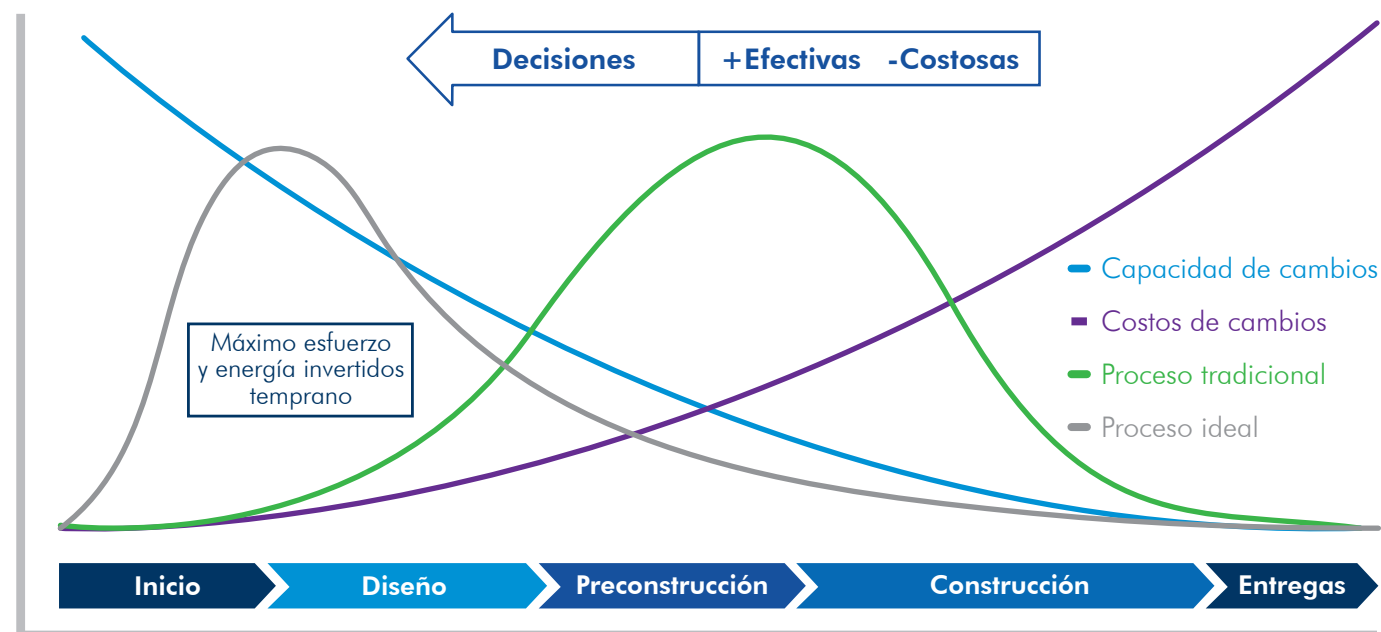 Decisiones +Efectivas -Costosas
Capacidad de cambios
Costos de cambios
Proceso tradicional
Proceso ideal
Máximo esfuerzo
y energía invertidos
temprano
Inicio Diseño Preconstrucción Construcción Entregas